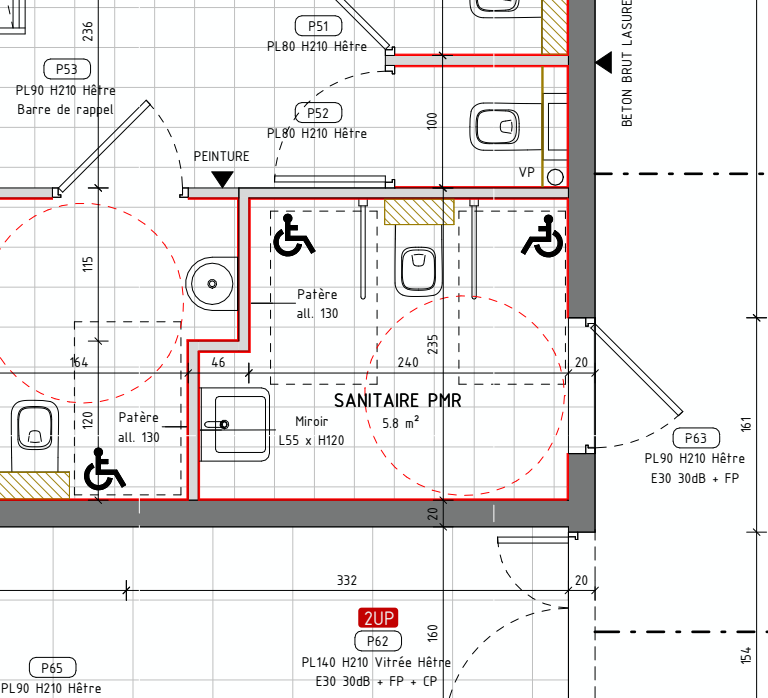 P51
PL80 H210 Hêtre
236
P53
PL90 H210 Hêtre
Barre de rappel
P52
PL80 H210 Hêtre
100
BETON BRUT LASURE
PEINTURE
VP
115
Patère
all. 130
235
164
46
240
20
SANITAIRE PMR
5.8 m²
Miroir
L55 x H120
Patère
all. 130
120
161
P63
PL90 H210 Hêtre
E30 30dB + FP
20
332
20
2UP
P62
PL140 H210 Vitrée Hêtre
E30 30dB + FP + CP
160
154
P65
PL90 H210 Hêtre